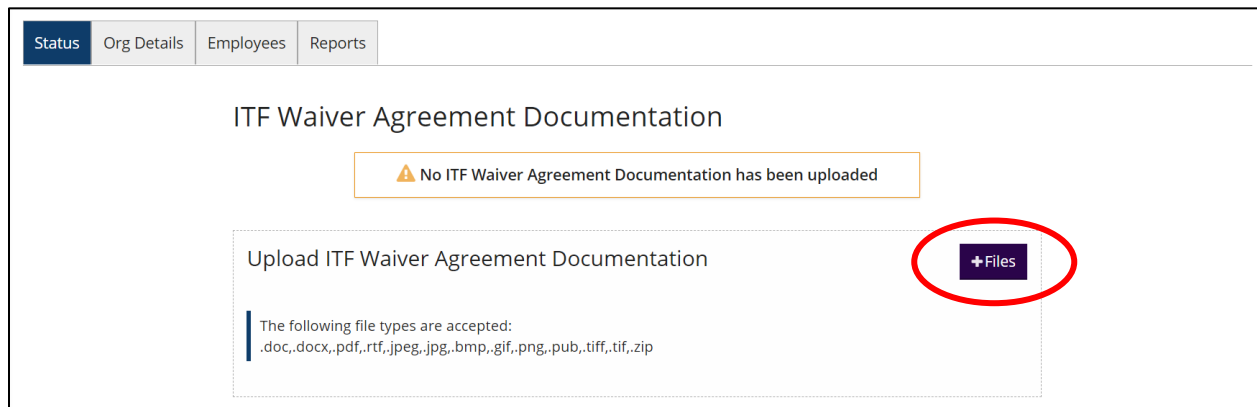 Status Org Details Employees Reports
ITF Waiver Agreement Documentation
No ITF Waiver Agreement Documentation has been uploaded
Upload ITF Waiver Agreement Documentation
+Files
The following file types are accepted:
.doc,.docx,.pdf,.rtf,.jpeg,.jpg,.bmp,.gif,.png,.pub,.tiff,.tif,.zip